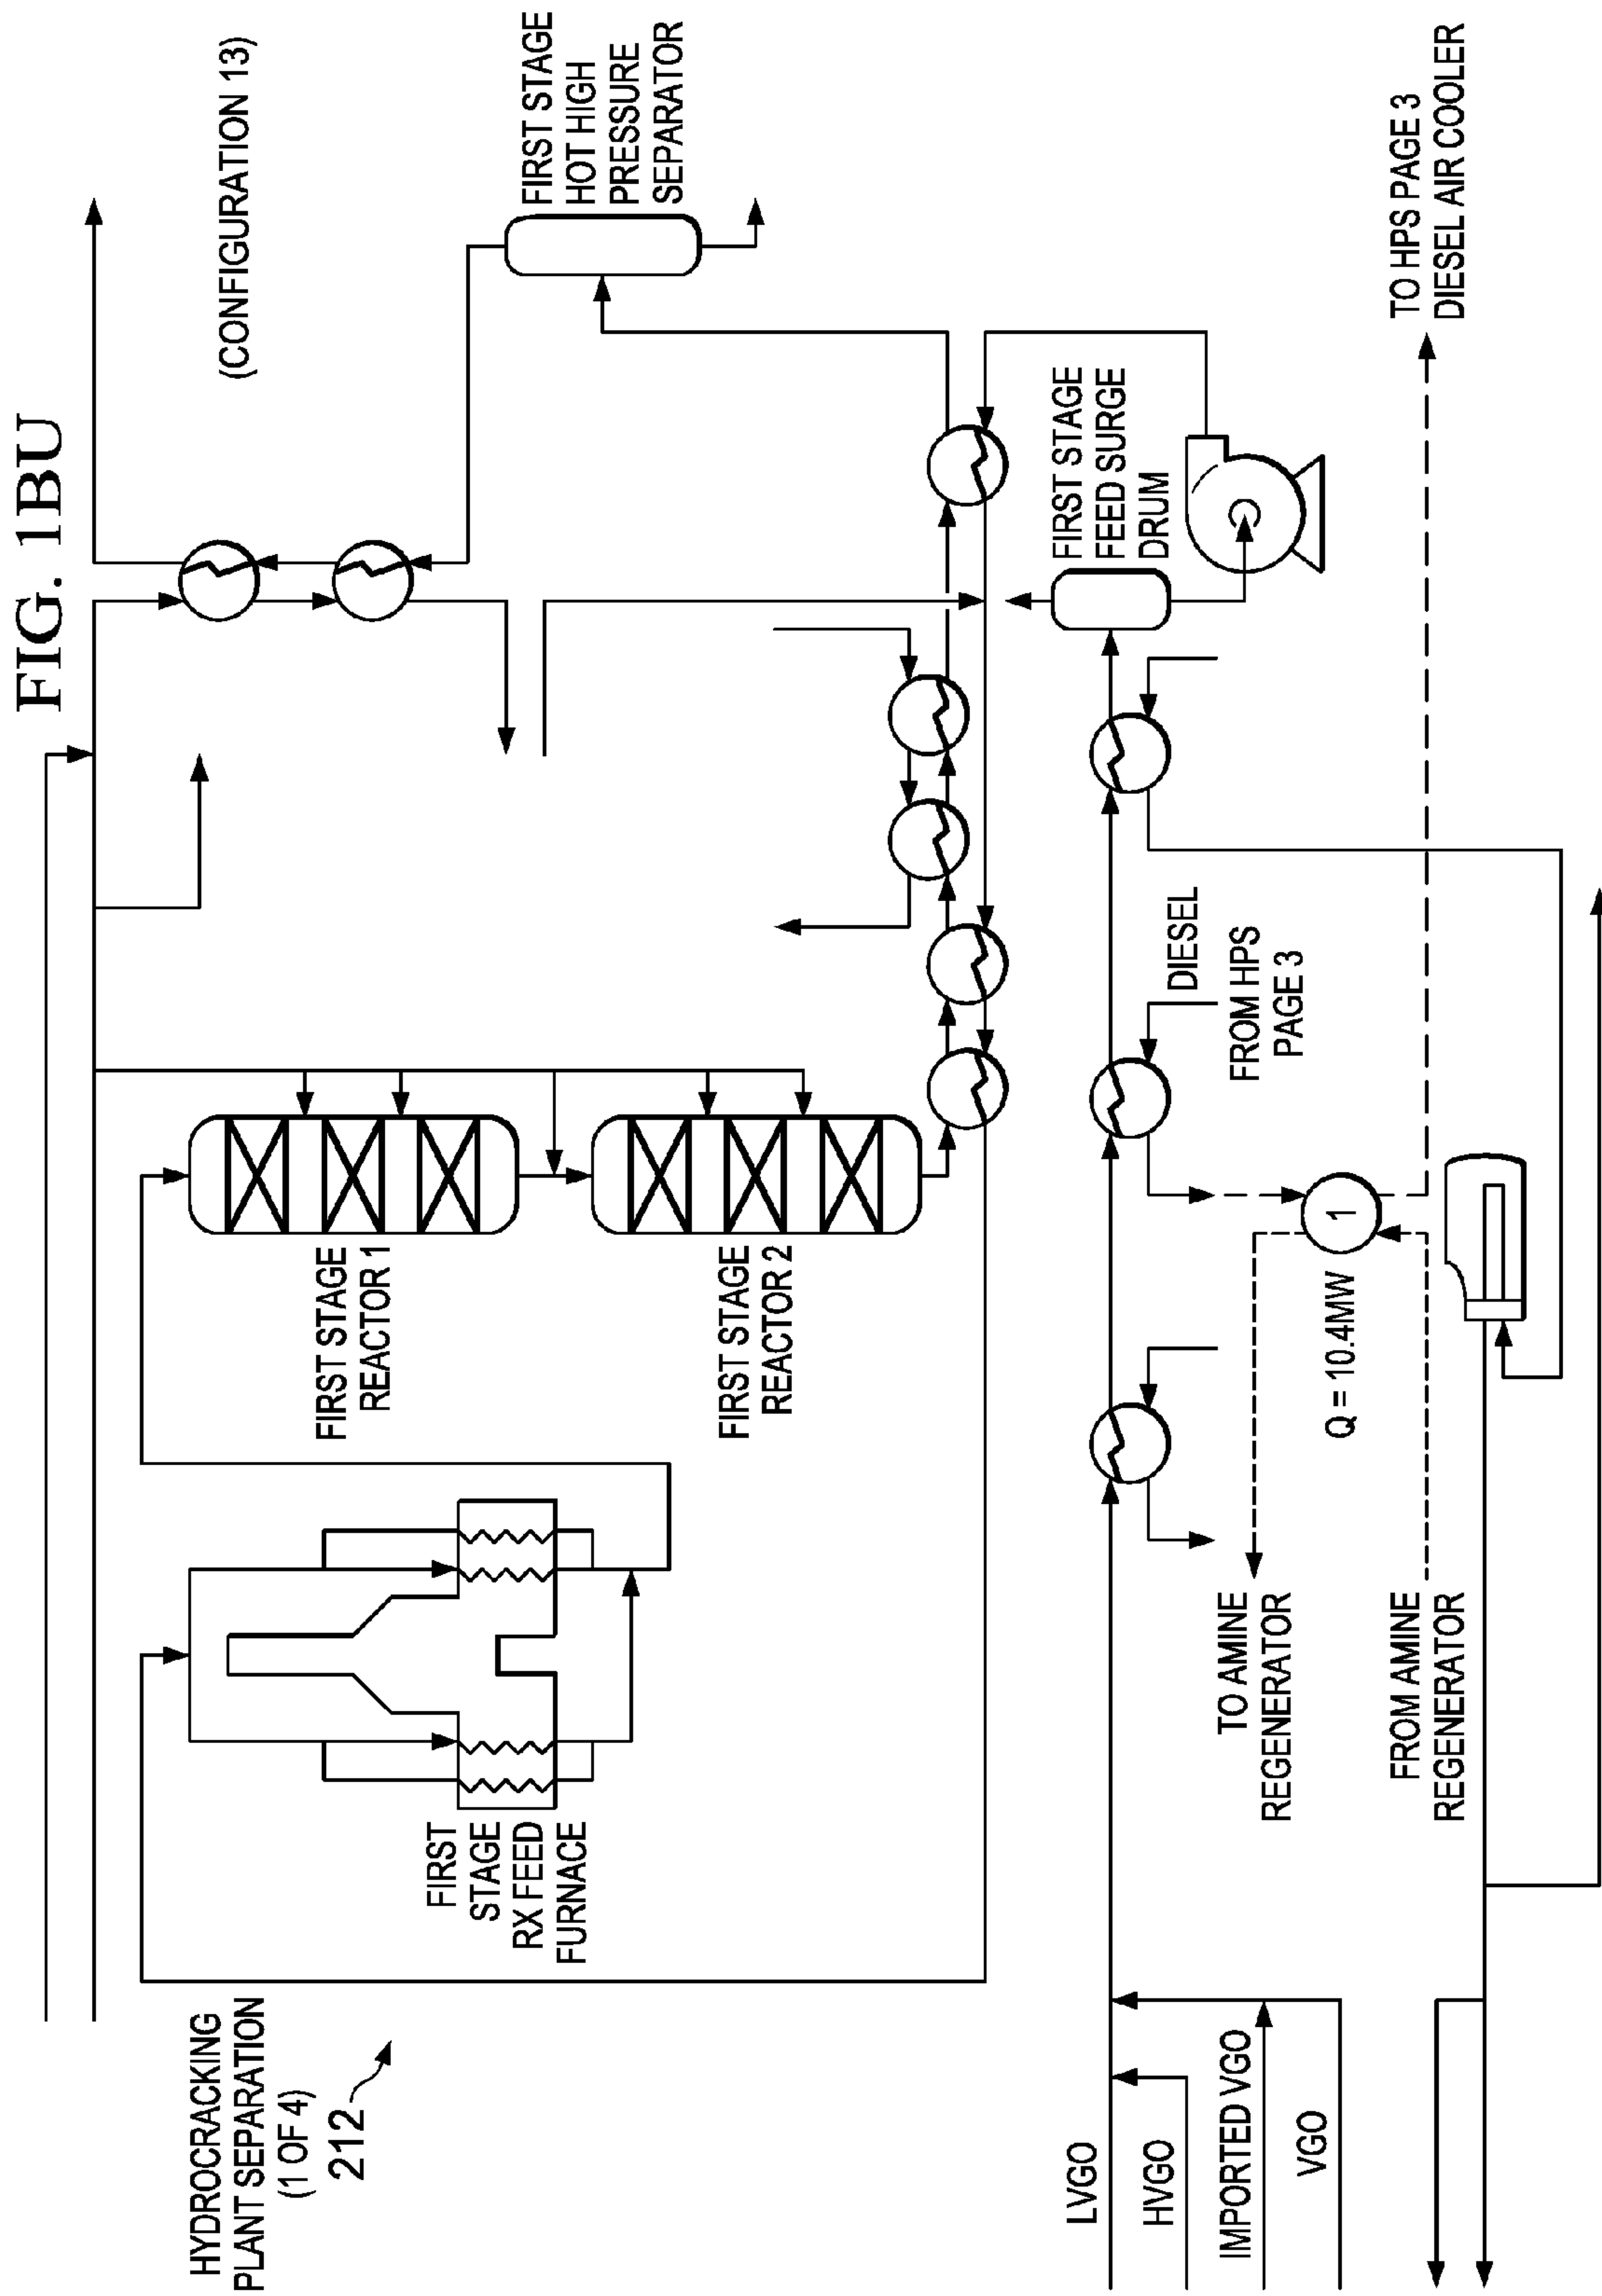 FIG. 1BU
(CONFIGURATION 13)
HYDROCRACKING
PLANT SEPARATION
(1 OF 4)
212
FIRST
STAGE
RX FEED
FURNACE
FIRST STAGE
REACTOR 1
FIRST STAGE
REACTOR 2
FIRST STAGE
HOT HIGH
PRESSURE
SEPARATOR
FIRST STAGE
FEED SURGE
DRUM
LVGO
HVGO
IMPORTED VGO
VGO
DIESEL
FROM HPS
PAGE 3
TO AMINE
REGENERATOR
Q = 10.4MW
1
FROM AMINE
REGENERATOR
TO HPS PAGE 3
DIESEL AIR COOLER